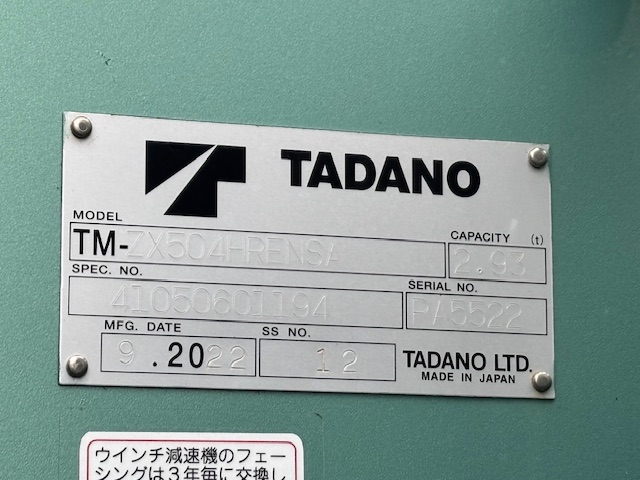 TADANO
MODEL
TM-ZX504HRENSA
CAPACITY (t)
2.93
SPEC. NO.
41050601194
SERIAL NO.
PA5522
MFG. DATE
9 .2022
SS NO.
12
TADANO LTD.
MADE IN JAPAN
ウインチ減速機のフェー
シングは3年毎に交換し